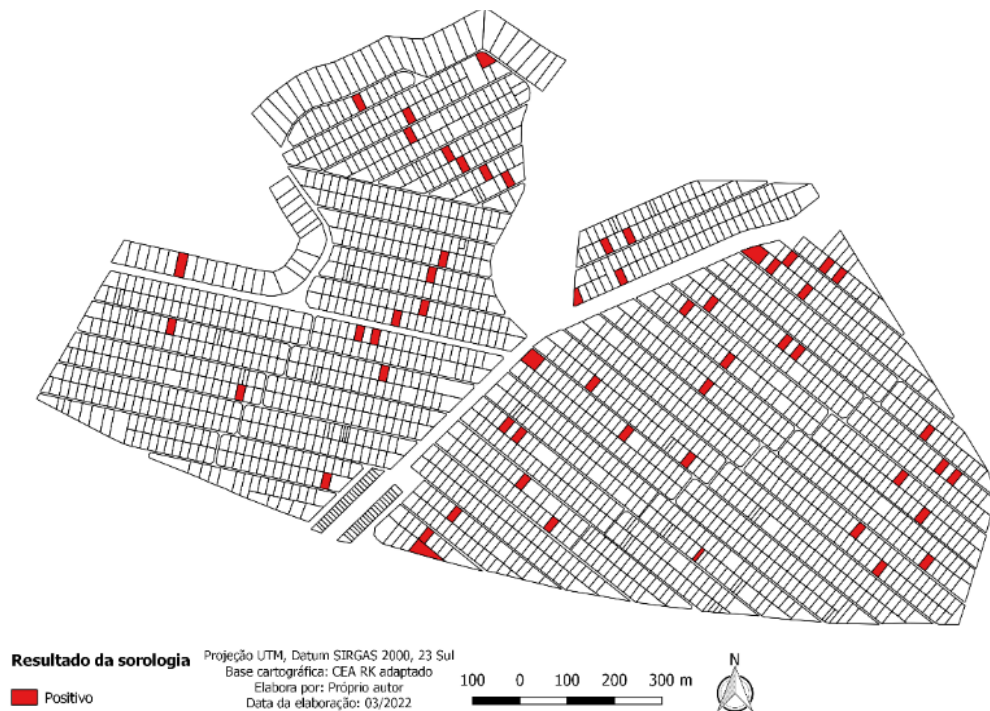 Resultado da sorologia
Positivo
Projeção UTM, Datum SIRGAS 2000, 23 Sul
Base cartográfica: CEA RK adaptado
Elabora por: Próprio autor
Data da elaboração: 03/2022
100 0 100 200 300 m
N